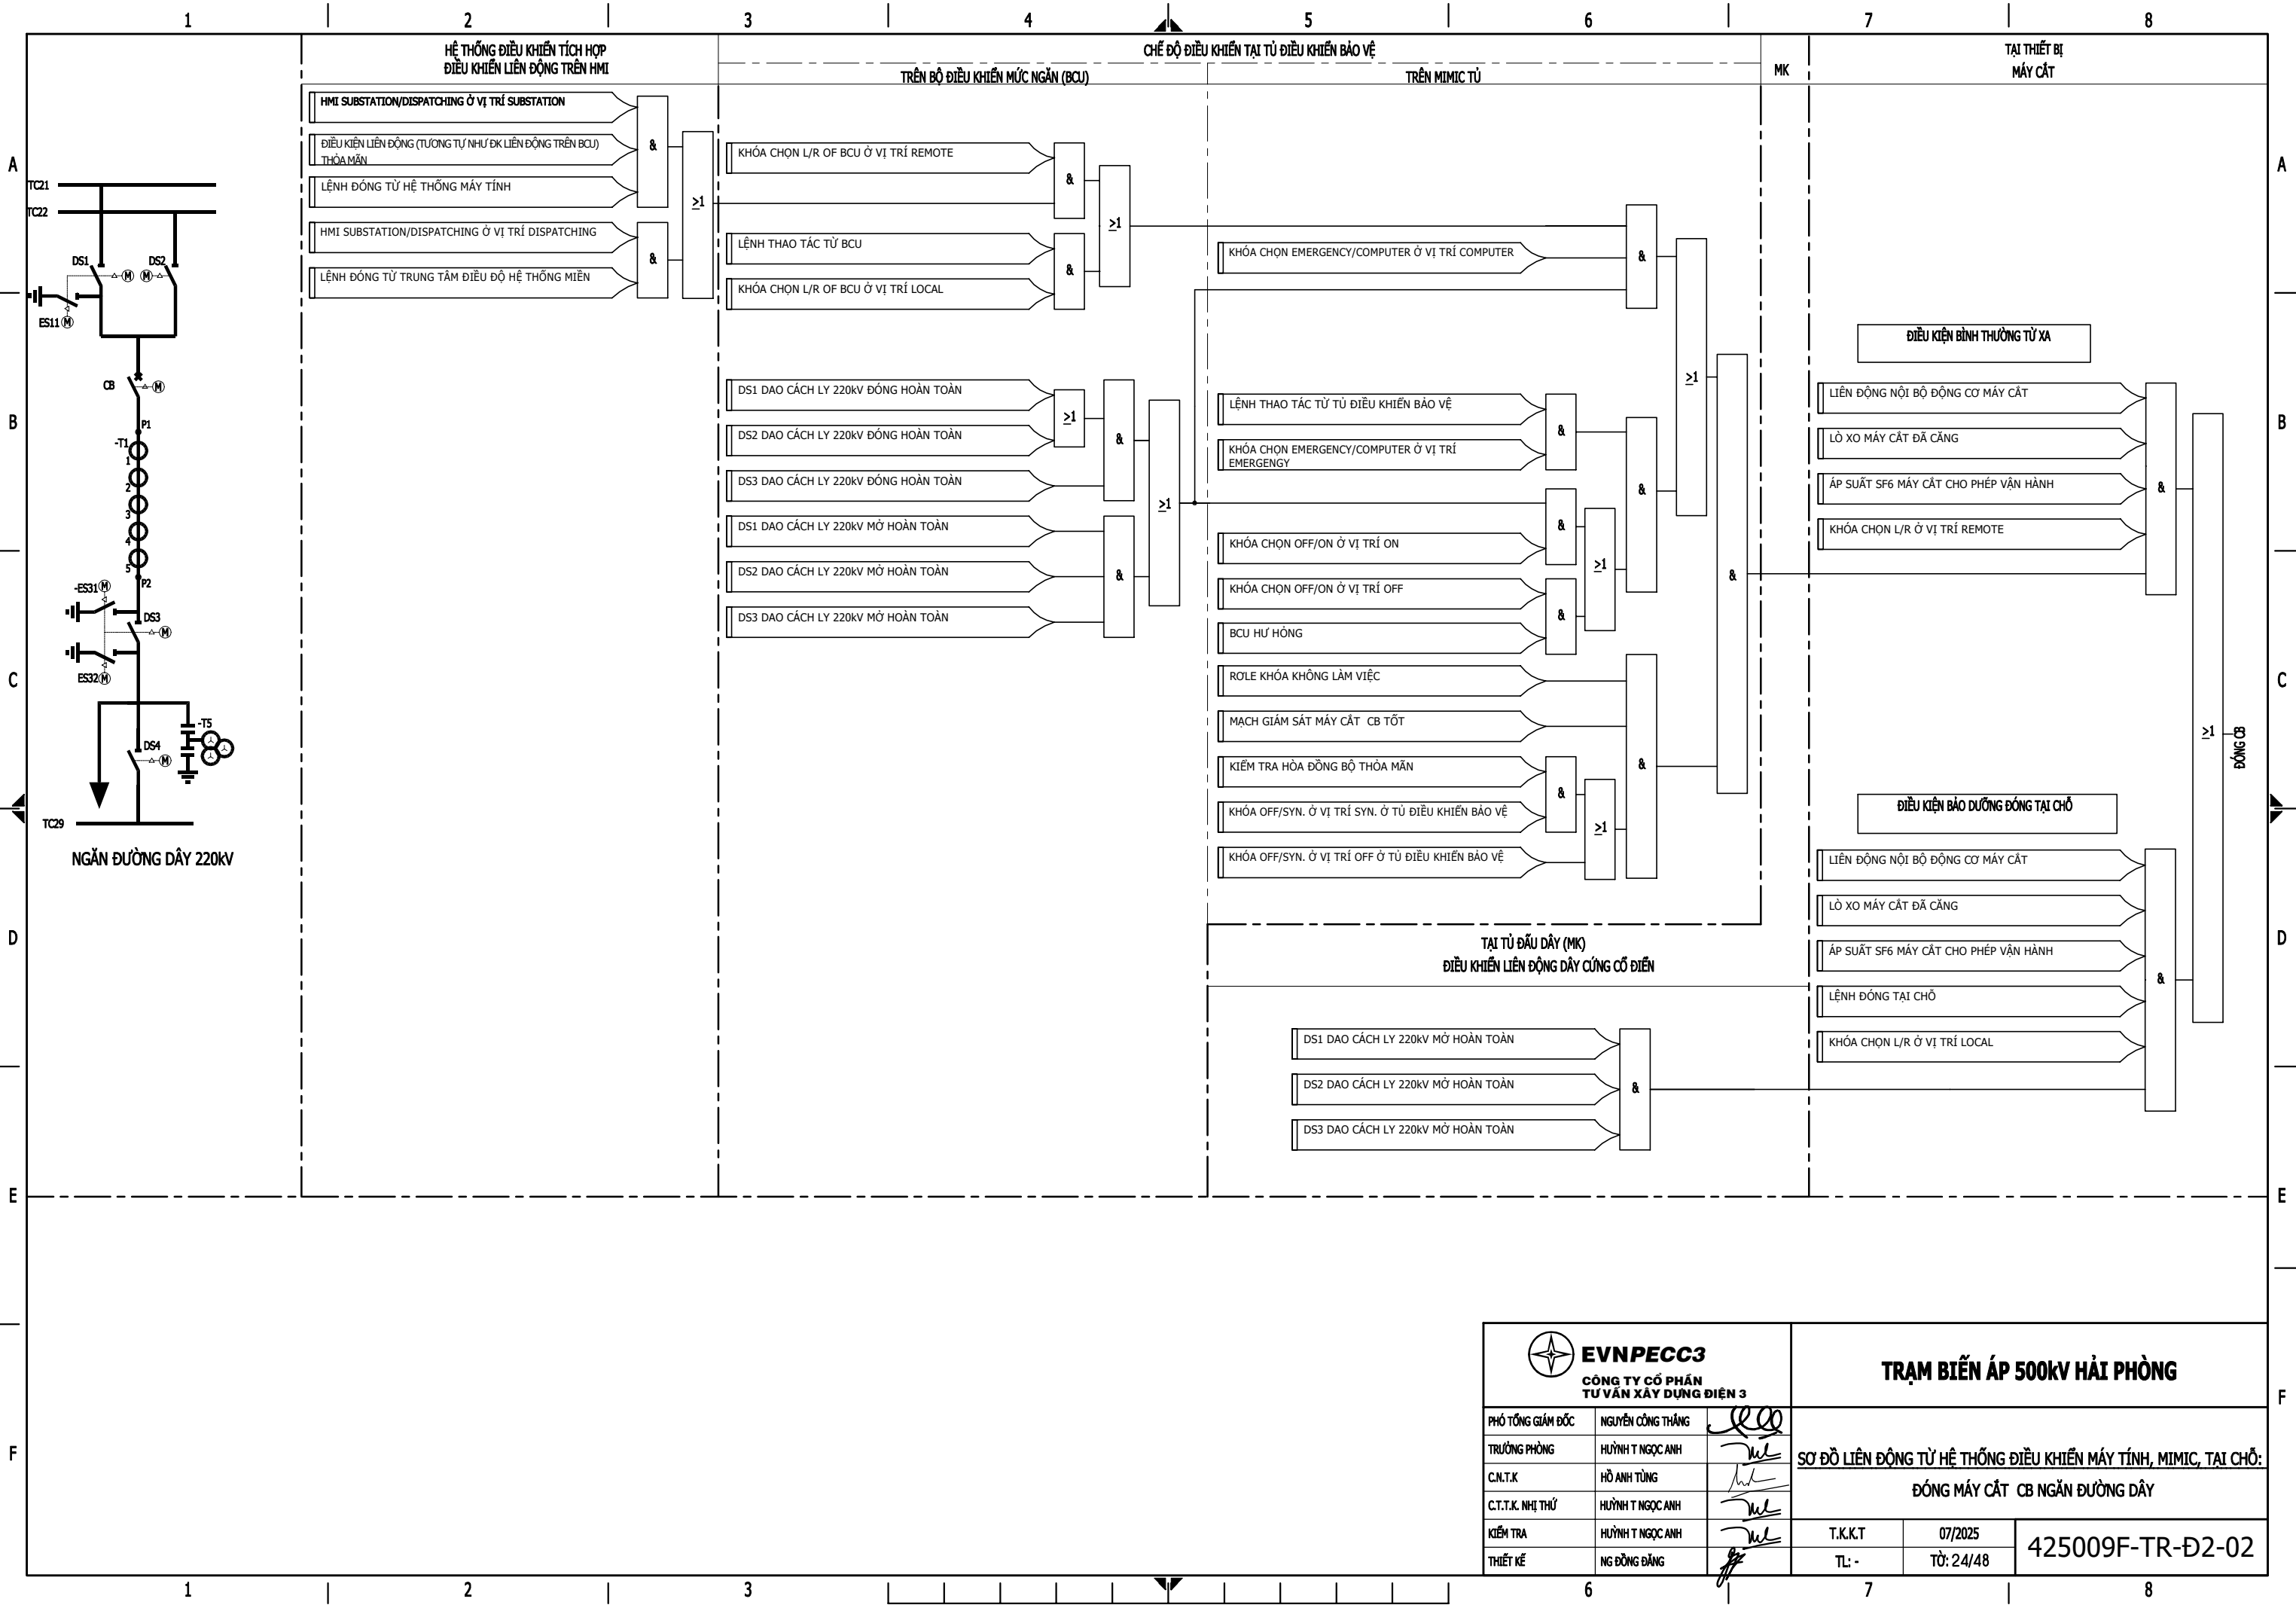 1 2 3 4 5 6 7 8
HỆ THỐNG ĐIỀU KHIỂN TÍCH HỢP
ĐIỀU KHIỂN LIÊN ĐỘNG TRÊN HMI
CHẾ ĐỘ ĐIỀU KHIỂN TẠI TỦ ĐIỀU KHIỂN BẢO VỆ
TRÊN BỘ ĐIỀU KHIỂN MỨC NGĂN (BCU)
TRÊN MIMIC TỦ
MK
TẠI THIẾT BỊ
MÁY CẮT
A
B
C
D
E
F
TC21
TC22
DS1
DS2
M
M
ES11
M
CB
M
P1
-T1
1
2
3
4
5
P2
-ES31
M
DS3
M
ES32
M
-T5
DS4
M
TC29
NGĂN ĐƯỜNG DÂY 220kV
HMI SUBSTATION/DISPATCHING Ở VỊ TRÍ SUBSTATION
ĐIỀU KIỆN LIÊN ĐỘNG (TƯƠNG TỰ NHƯ ĐK LIÊN ĐỘNG TRÊN BCU)
THỎA MÃN
LỆNH ĐÓNG TỪ HỆ THỐNG MÁY TÍNH
&
HMI SUBSTATION/DISPATCHING Ở VỊ TRÍ DISPATCHING
LỆNH ĐÓNG TỪ TRUNG TÂM ĐIỀU ĐỘ HỆ THỐNG MIỀN
&
>1
KHÓA CHỌN L/R OF BCU Ở VỊ TRÍ REMOTE
&
LỆNH THAO TÁC TỪ BCU
KHÓA CHỌN L/R OF BCU Ở VỊ TRÍ LOCAL
&
>1
DS1 DAO CÁCH LY 220kV ĐÓNG HOÀN TOÀN
DS2 DAO CÁCH LY 220kV ĐÓNG HOÀN TOÀN
>1
DS3 DAO CÁCH LY 220kV ĐÓNG HOÀN TOÀN
&
DS1 DAO CÁCH LY 220kV MỞ HOÀN TOÀN
DS2 DAO CÁCH LY 220kV MỞ HOÀN TOÀN
DS3 DAO CÁCH LY 220kV MỞ HOÀN TOÀN
&
>1
KHÓA CHỌN EMERGENCY/COMPUTER Ở VỊ TRÍ COMPUTER
&
LỆNH THAO TÁC TỪ TỦ ĐIỀU KHIỂN BẢO VỆ
KHÓA CHỌN EMERGENCY/COMPUTER Ở VỊ TRÍ
EMERGENGY
&
KHÓA CHỌN OFF/ON Ở VỊ TRÍ ON
&
KHÓA CHỌN OFF/ON Ở VỊ TRÍ OFF
BCU HƯ HỎNG
&
>1
&
>1
RƠLE KHÓA KHÔNG LÀM VIỆC
MẠCH GIÁM SÁT MÁY CẮT CB TỐT
KIỂM TRA HÒA ĐỒNG BỘ THỎA MÃN
KHÓA OFF/SYN. Ở VỊ TRÍ SYN. Ở TỦ ĐIỀU KHIỂN BẢO VỆ
&
KHÓA OFF/SYN. Ở VỊ TRÍ OFF Ở TỦ ĐIỀU KHIỂN BẢO VỆ
>1
&
&
TẠI TỦ ĐẤU DÂY (MK)
ĐIỀU KHIỂN LIÊN ĐỘNG DÂY CỨNG CỔ ĐIỂN
DS1 DAO CÁCH LY 220kV MỞ HOÀN TOÀN
DS2 DAO CÁCH LY 220kV MỞ HOÀN TOÀN
DS3 DAO CÁCH LY 220kV MỞ HOÀN TOÀN
&
ĐIỀU KIỆN BÌNH THƯỜNG TỪ XA
LIÊN ĐỘNG NỘI BỘ ĐỘNG CƠ MÁY CẮT
LÒ XO MÁY CẮT ĐÃ CĂNG
ÁP SUẤT SF6 MÁY CẮT CHO PHÉP VẬN HÀNH
KHÓA CHỌN L/R Ở VỊ TRÍ REMOTE
&
ĐIỀU KIỆN BẢO DƯỠNG ĐÓNG TẠI CHỖ
LIÊN ĐỘNG NỘI BỘ ĐỘNG CƠ MÁY CẮT
LÒ XO MÁY CẮT ĐÃ CĂNG
ÁP SUẤT SF6 MÁY CẮT CHO PHÉP VẬN HÀNH
LỆNH ĐÓNG TẠI CHỖ
KHÓA CHỌN L/R Ở VỊ TRÍ LOCAL
&
>1
ĐÓNG CB
A
B
C
D
E
F
EVNPECC3
CÔNG TY CỔ PHẦN
TƯ VẤN XÂY DỰNG ĐIỆN 3
TRẠM BIẾN ÁP 500kV HẢI PHÒNG
PHÓ TỔNG GIÁM ĐỐC NGUYỄN CÔNG THẮNG
TRƯỞNG PHÒNG HUỲNH T NGỌC ANH
C.N.T.K HỒ ANH TÙNG
C.T.T.K. NHỊ THỨ HUỲNH T NGỌC ANH
KIỂM TRA HUỲNH T NGỌC ANH
THIẾT KẾ NG ĐỒNG ĐĂNG
SƠ ĐỒ LIÊN ĐỘNG TỪ HỆ THỐNG ĐIỀU KHIỂN MÁY TÍNH, MIMIC, TẠI CHỖ:
ĐÓNG MÁY CẮT CB NGĂN ĐƯỜNG DÂY
T.K.K.T 07/2025
TL: - TỜ: 24/48
425009F-TR-Đ2-02
1 2 3 6 7 8